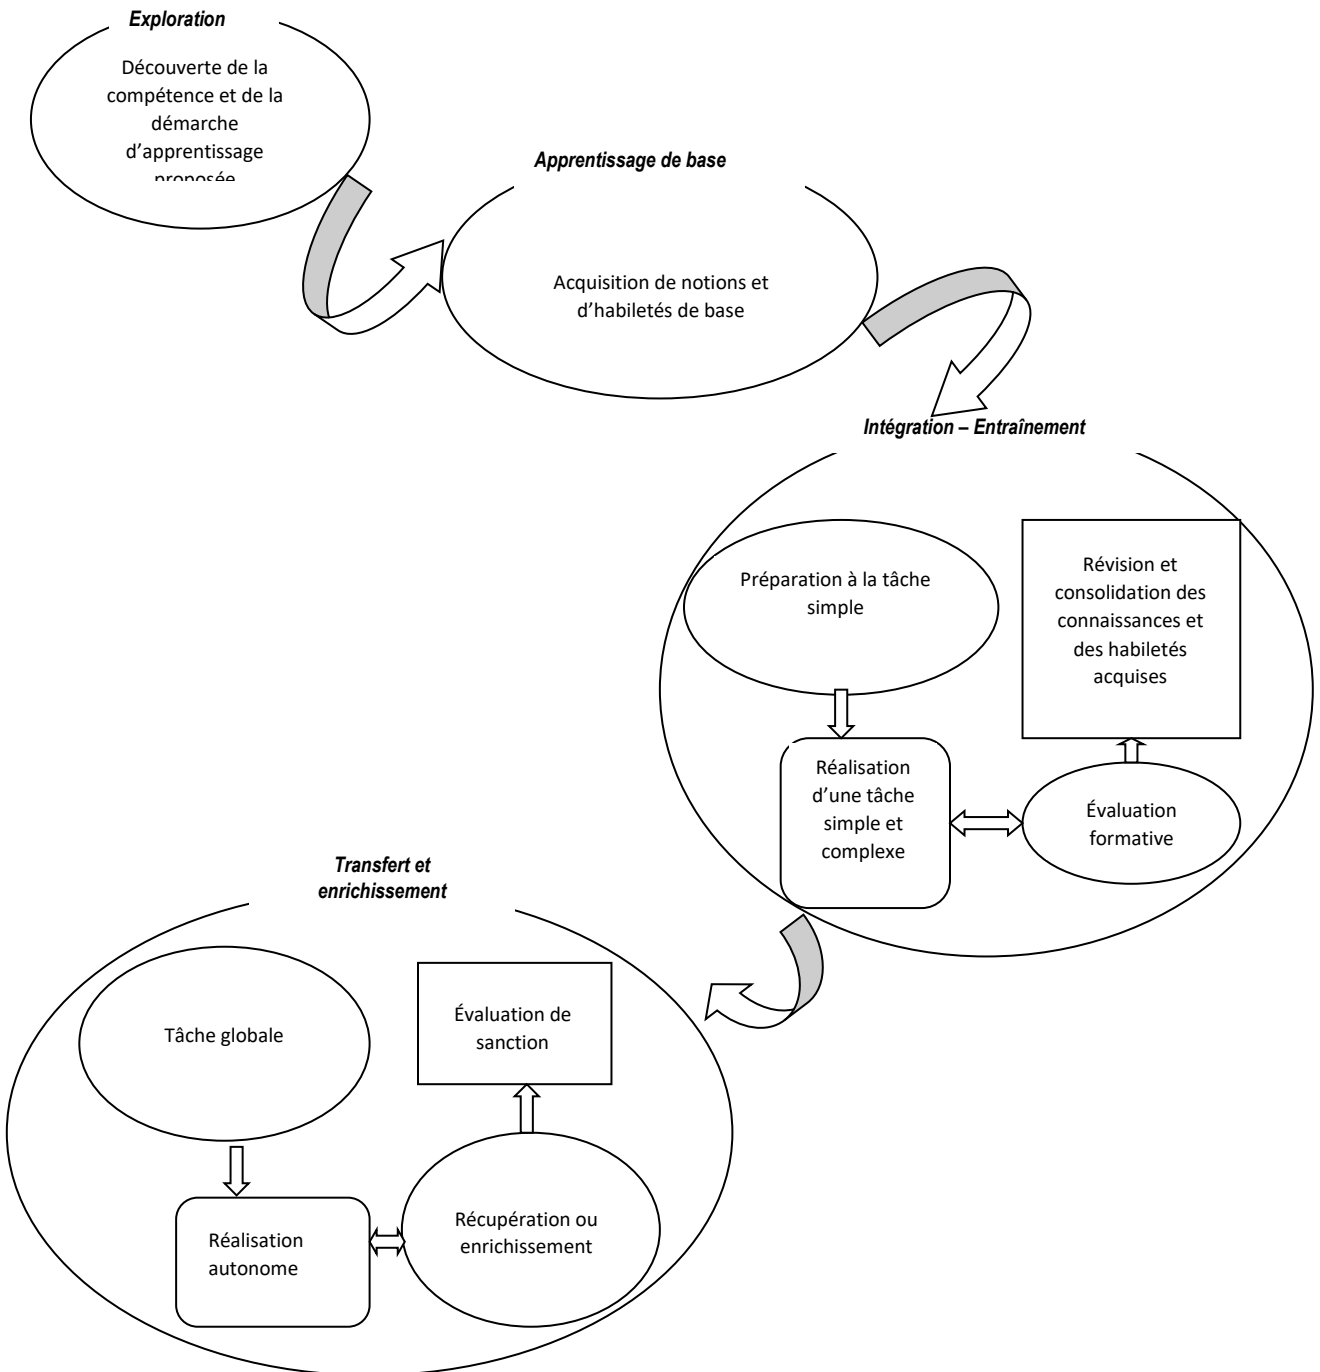 Exploration
Découverte de la
compétence et de la
démarche
d’apprentissage
proposée
Apprentissage de base
Acquisition de notions et
d’habiletés de base
Intégration – Entraînement
Préparation à la tâche
simple
Révision et
consolidation des
connaissances et
des habiletés
acquises
Réalisation
d’une tâche
simple et
complexe
Évaluation
formative
Transfert et
enrichissement
Tâche globale
Évaluation de
sanction
Réalisation
autonome
Récupération ou
enrichissement